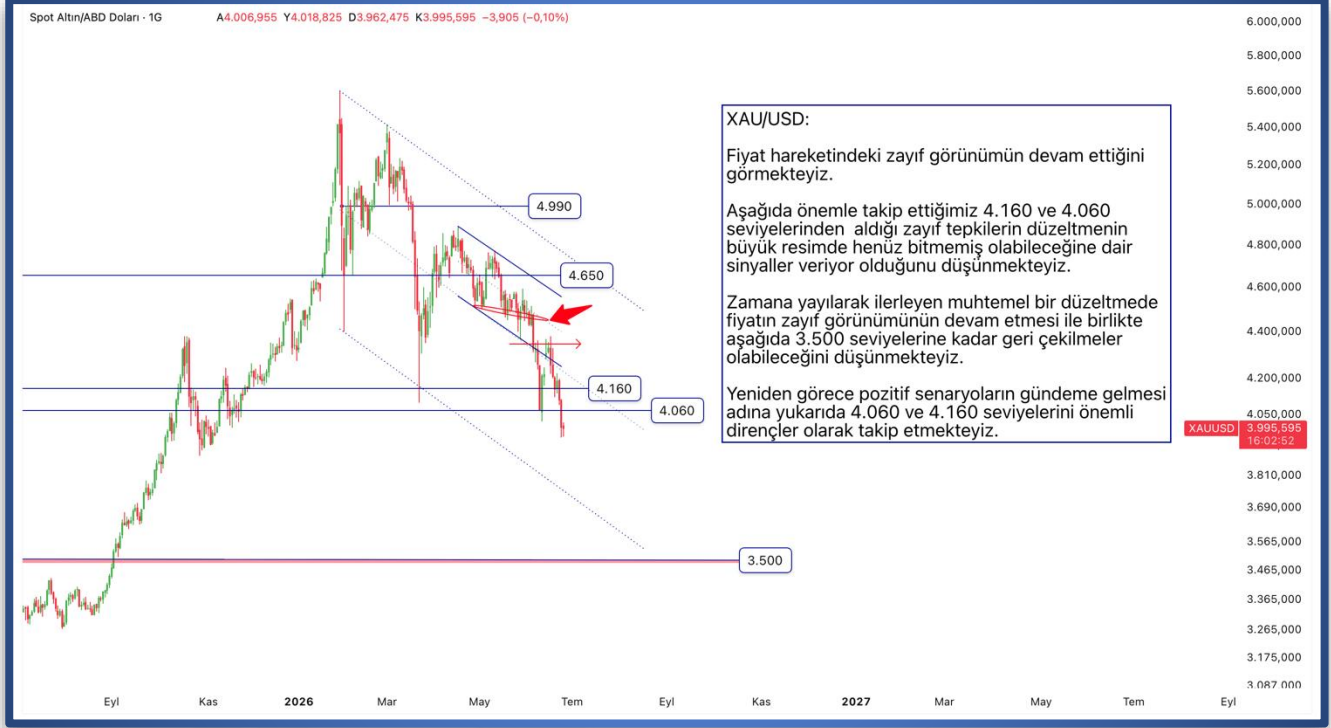 Spot Altın/ABD Doları · 1G A4.006,955 Y4.018,825 D3.962,475 K3.995,595 −3,905 (−0,10%)
6.000,000
5.800,000
5.600,000
5.400,000
5.200,000
5.000,000
4.800,000
4.600,000
4.400,000
4.200,000
4.050,000
XAUUSD 3.995,595
16:02:52
3.810,000
3.690,000
3.565,000
3.465,000
3.365,000
3.265,000
3.175,000
3.087,000
4.990
4.650
4.160
4.060
3.500
XAU/USD:
Fiyat hareketindeki zayıf görünümün devam ettiğini
görmekteyiz.
Aşağıda önemle takip ettiğimiz 4.160 ve 4.060
seviyelerinden aldığı zayıf tepkilerin düzeltmenin
büyük resimde henüz bitmemiş olabileceğine dair
sinyaller veriyor olduğunu düşünmekteyiz.
Zamana yayılarak ilerleyen muhtemel bir düzeltmede
fiyatın zayıf görünümünün devam etmesi ile birlikte
aşağıda 3.500 seviyelerine kadar geri çekilmeler
olabileceğini düşünmekteyiz.
Yeniden görece pozitif senaryoların gündeme gelmesi
adına yukarıda 4.060 ve 4.160 seviyelerini önemli
dirençler olarak takip etmekteyiz.
Eyl Kas 2026 Mar May Tem Eyl Kas 2027 Mar May Tem Eyl